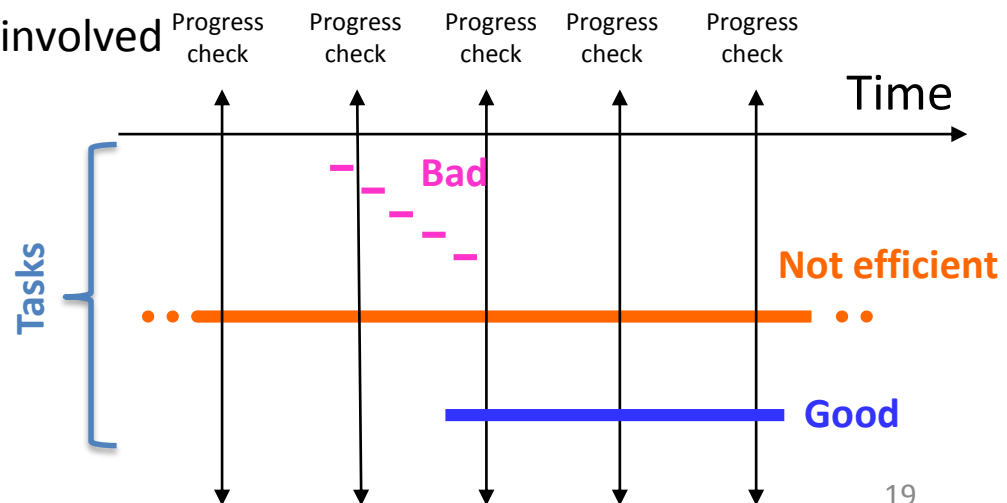 involved
Progress
check
Progress
check
Progress
check
Progress
check
Progress
check
Time
Bad
Tasks
Not efficient
Good
19